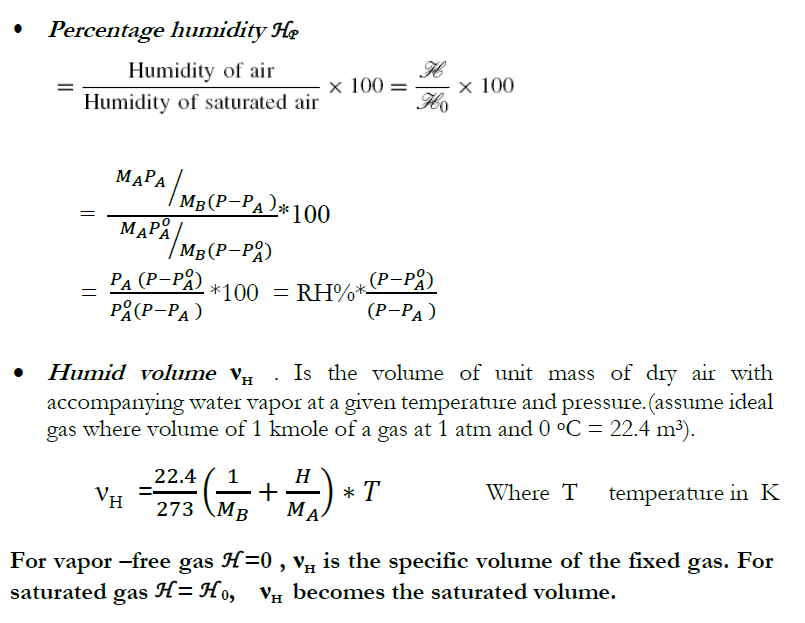 • Percentage humidity ℋP
= Humidity of air / Humidity of saturated air × 100 = ℋ / ℋ0 × 100
= (MAPA / MB(P−PA)) / (MAP°A / MB(P−P°A)) *100
= PA (P−P°A) / P°A(P−PA) *100 = RH%* (P−P°A) / (P−PA)
• Humid volume νH . Is the volume of unit mass of dry air with
accompanying water vapor at a given temperature and pressure.(assume ideal
gas where volume of 1 kmole of a gas at 1 atm and 0 °C = 22.4 m³).
νH = 22.4 / 273 (1 / MB + H / MA) * T Where T temperature in K
For vapor –free gas ℋ=0 , νH is the specific volume of the fixed gas. For
saturated gas ℋ= ℋ0, νH becomes the saturated volume.